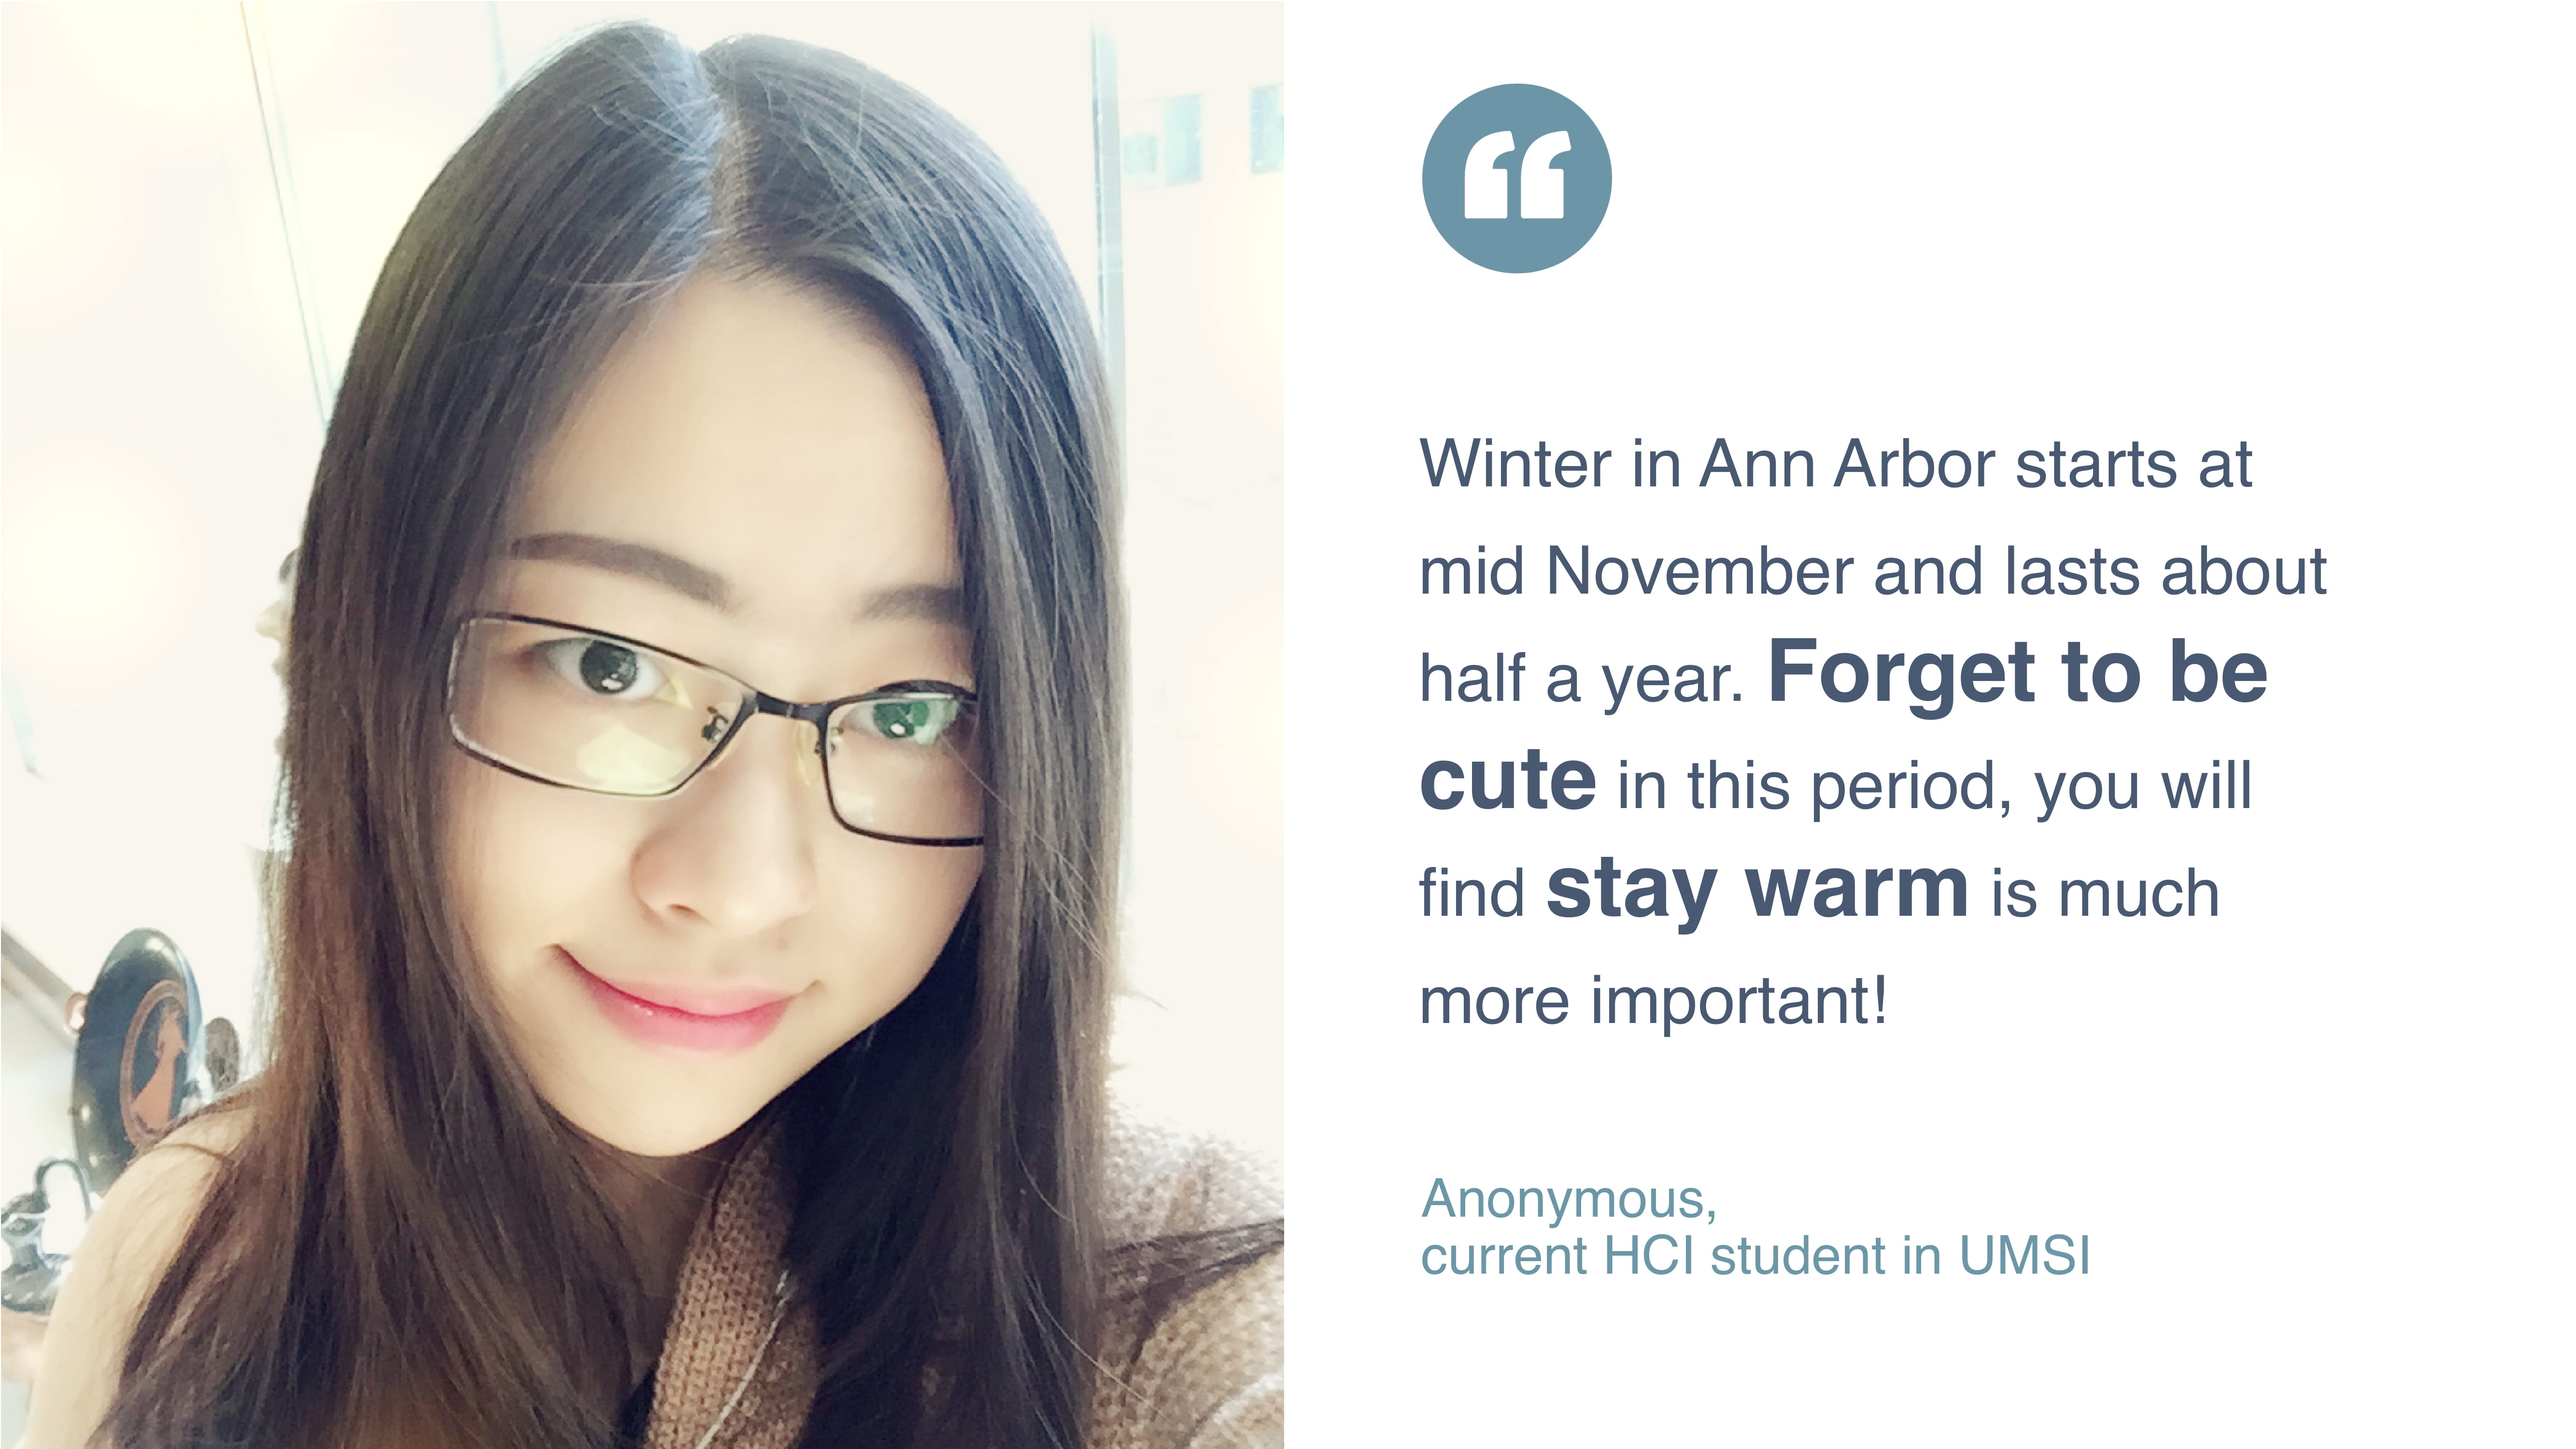 Winter in Ann Arbor starts at
mid November and lasts about
half a year. Forget to be
cute in this period, you will
find stay warm is much
more important!
Anonymous,
current HCI student in UMSI